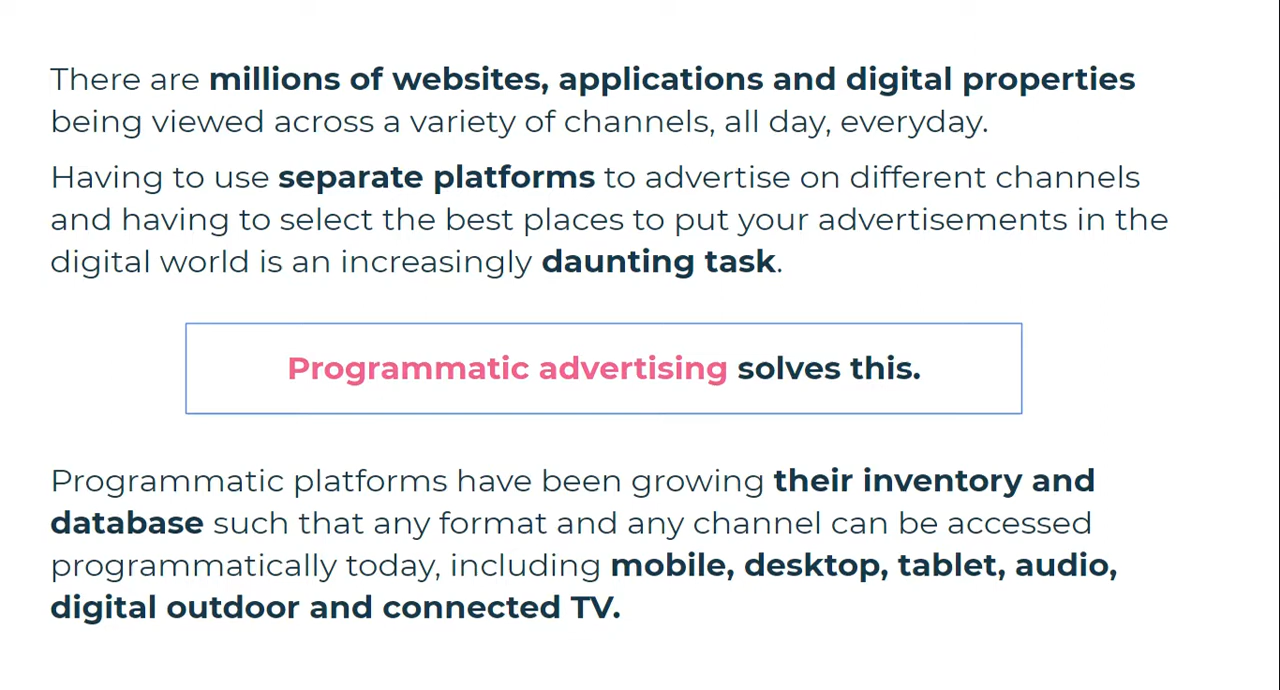 There are millions of websites, applications and digital properties
being viewed across a variety of channels, all day, everyday.
Having to use separate platforms to advertise on different channels
and having to select the best places to put your advertisements in the
digital world is an increasingly daunting task.
Programmatic advertising solves this.
Programmatic platforms have been growing their inventory and
database such that any format and any channel can be accessed
programmatically today, including mobile, desktop, tablet, audio,
digital outdoor and connected TV.